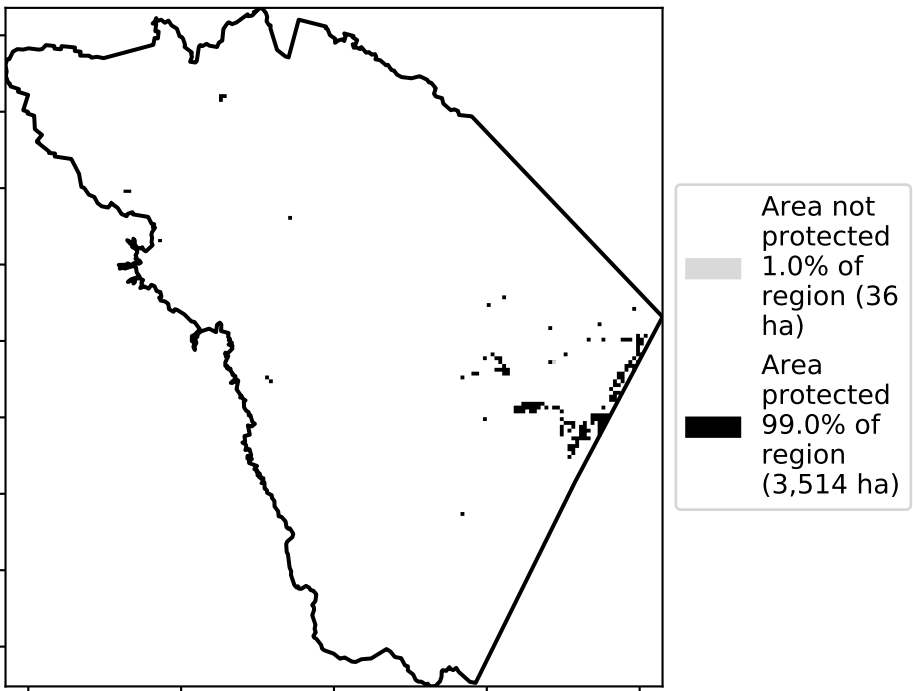 Area not
protected
1.0% of
region (36
ha)
Area
protected
99.0% of
region
(3,514 ha)